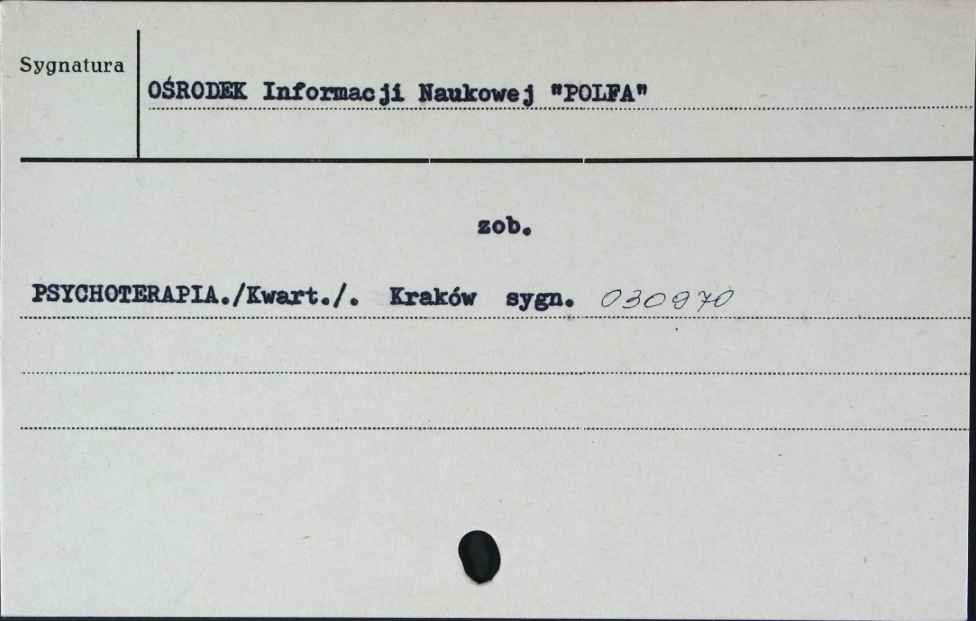 Sygnatura
OŚRODEK Informacji Naukowej "POLFA"
zob.
PSYCHOTERAPIA./Kwart./. Kraków sygn. 030970